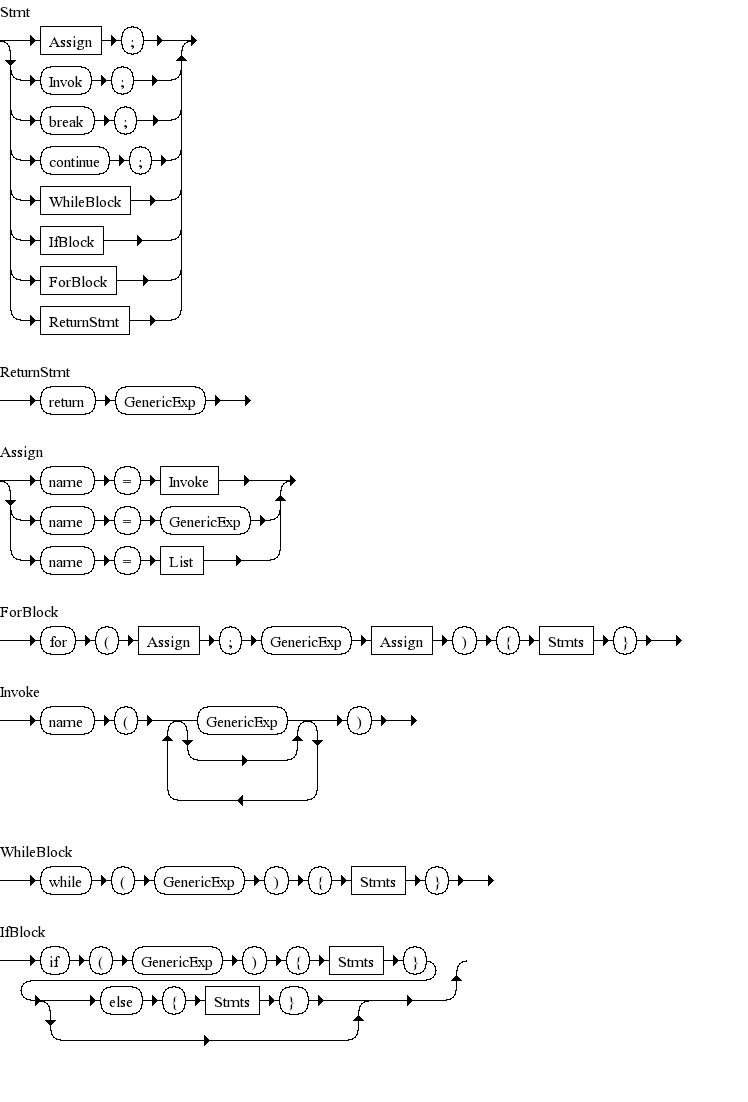 Stmt
Assign ;
Invok ;
break ;
continue ;
WhileBlock
IfBlock
ForBlock
ReturnStmt
ReturnStmt
return GenericExp
Assign
name = Invoke
name = GenericExp
name = List
ForBlock
for ( Assign ; GenericExp Assign ) { Stmts }
Invoke
name ( GenericExp )
WhileBlock
while ( GenericExp ) { Stmts }
IfBlock
if ( GenericExp ) { Stmts }
else { Stmts }